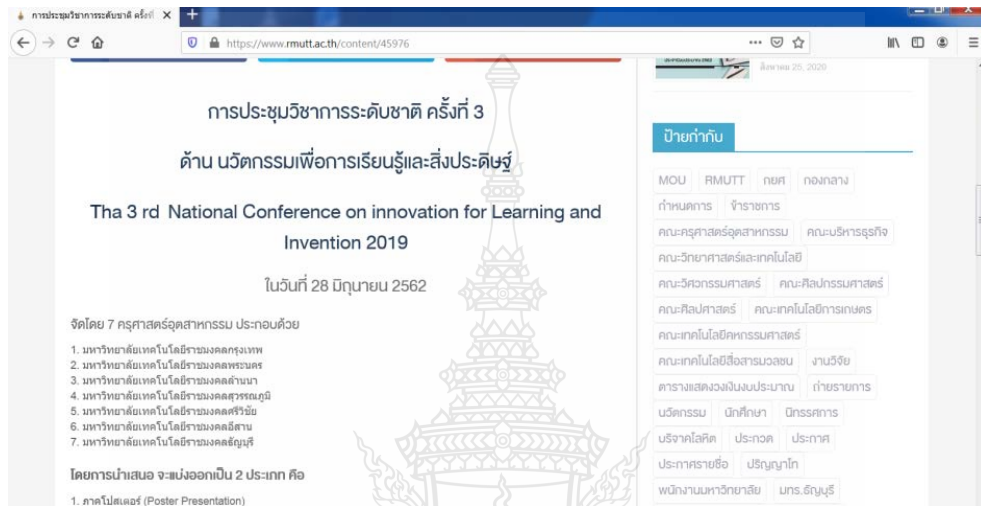 การประชุมวิชาการระดับชาติ ครั้งที่
https://www.rmutt.ac.th/content/45976
สิงหาคม 25, 2020
การประชุมวิชาการระดับชาติ ครั้งที่ 3
ด้าน นวัตกรรมเพื่อการเรียนรู้และสิ่งประดิษฐ์
Tha 3 rd National Conference on innovation for Learning and
Invention 2019
ในวันที่ 28 มิถุนายน 2562
จัดโดย 7 ครุศาสตร์อุตสาหกรรม ประกอบด้วย
1. มหาวิทยาลัยเทคโนโลยีราชมงคลกรุงเทพ
2. มหาวิทยาลัยเทคโนโลยีราชมงคลพระนคร
3. มหาวิทยาลัยเทคโนโลยีราชมงคลล้านนา
4. มหาวิทยาลัยเทคโนโลยีราชมงคลสุวรรณภูมิ
5. มหาวิทยาลัยเทคโนโลยีราชมงคลศรีวิชัย
6. มหาวิทยาลัยเทคโนโลยีราชมงคลอีสาน
7. มหาวิทยาลัยเทคโนโลยีราชมงคลธัญบุรี
โดยการนำเสนอ จะแบ่งออกเป็น 2 ประเภท คือ
1. ภาคโปสเตอร์ (Poster Presentation)
ป้ายกำกับ
MOU RMUTT กยศ กองกลาง
กำหนดการ ข้าราชการ
คณะครุศาสตร์อุตสาหกรรม คณะบริหารธุรกิจ
คณะวิทยาศาสตร์และเทคโนโลยี
คณะวิศวกรรมศาสตร์ คณะศิลปกรรมศาสตร์
คณะศิลปศาสตร์ คณะเทคโนโลยีการเกษตร
คณะเทคโนโลยีคหกรรมศาสตร์
คณะเทคโนโลยีสื่อสารมวลชน งานวิจัย
ตารางแสดงวงเงินงบประมาณ ถ่ายรายการ
นวัตกรรม นักศึกษา นิทรรศการ
บริจาคโลหิต ประกวด ประกาศ
ประกาศรายชื่อ ปริญญาโท
พนักงานมหาวิทยาลัย มทร.ธัญบุรี